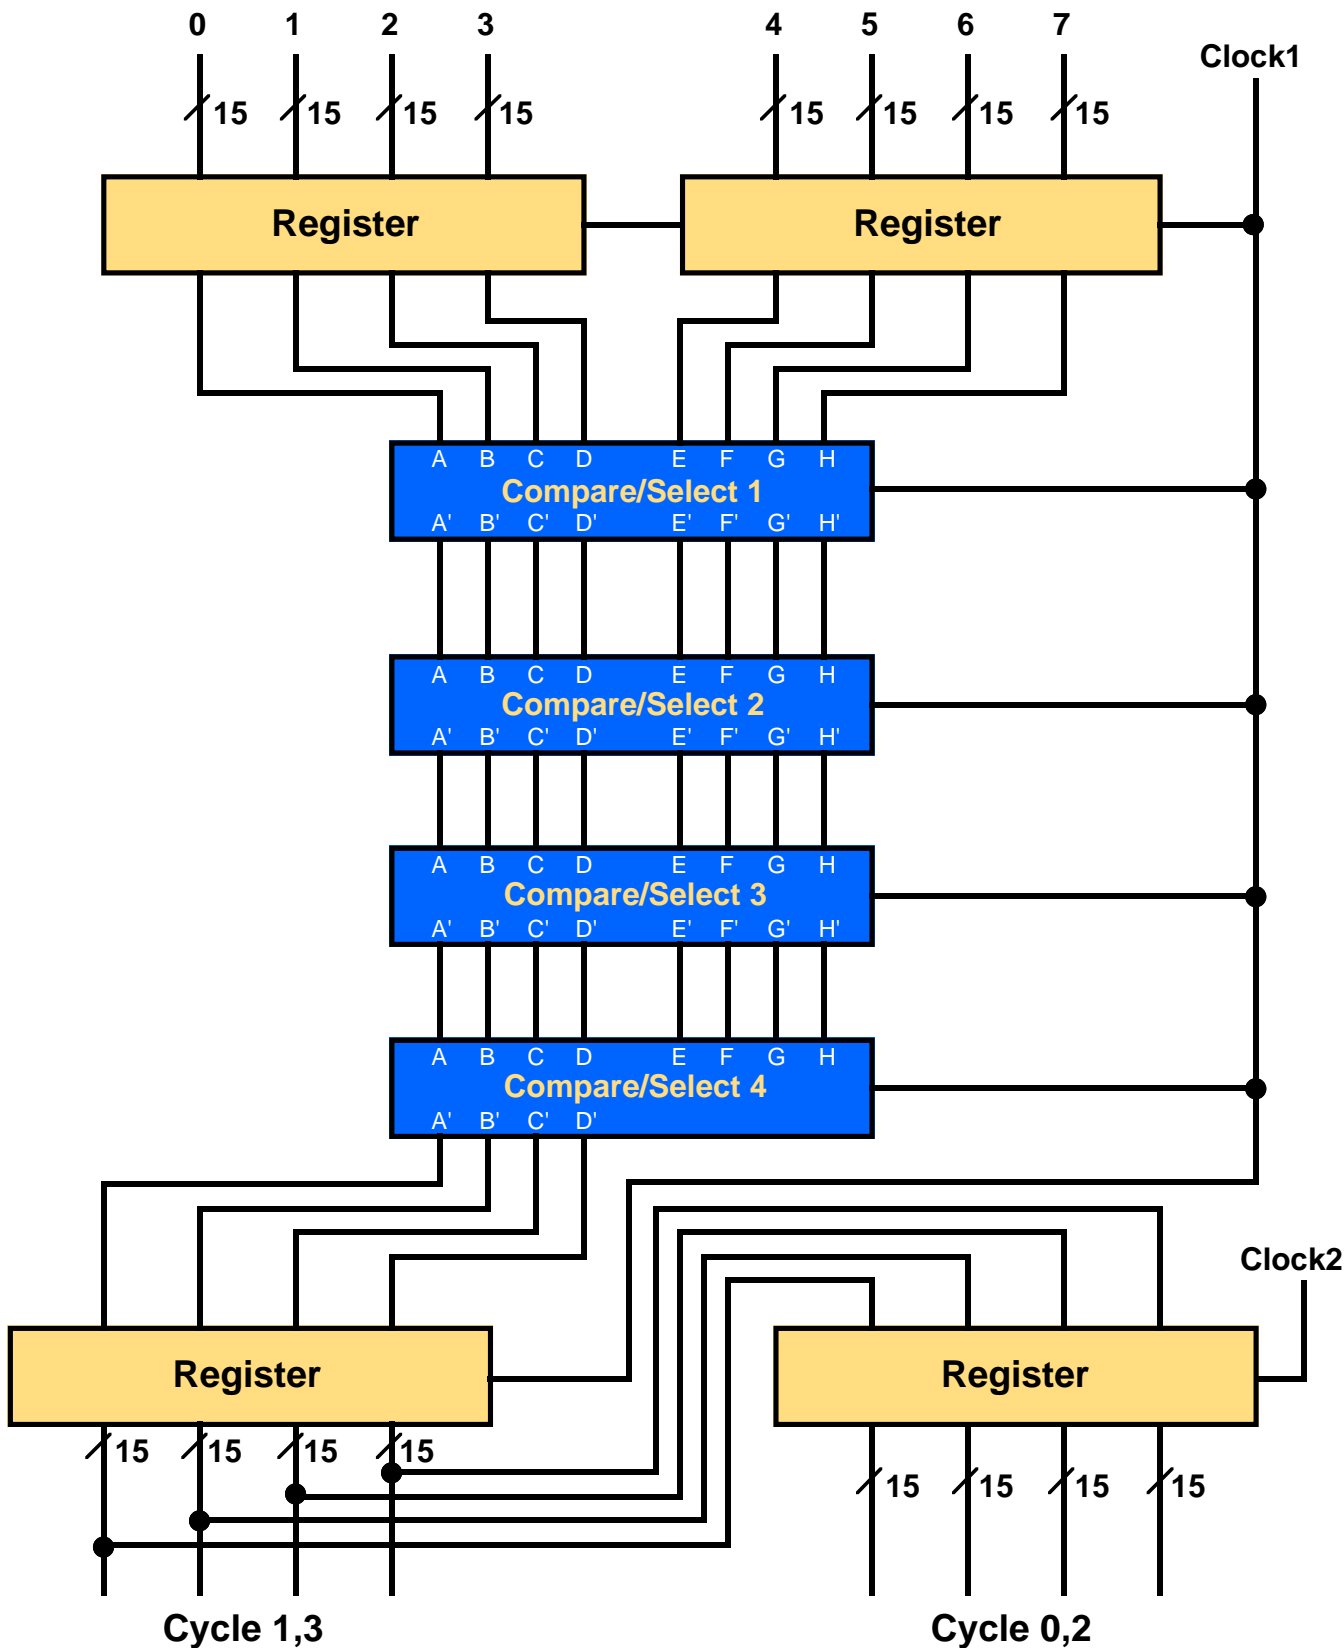 0 1 2 3 4 5 6 7
Clock1
15 15 15 15 15 15 15 15
Register Register
A B C D E F G H
Compare/Select 1
A' B' C' D' E' F' G' H'
A B C D E F G H
Compare/Select 2
A' B' C' D' E' F' G' H'
A B C D E F G H
Compare/Select 3
A' B' C' D' E' F' G' H'
A B C D E F G H
Compare/Select 4
A' B' C' D'
Clock2
Register Register
15 15 15 15
15 15 15 15
Cycle 1,3 Cycle 0,2